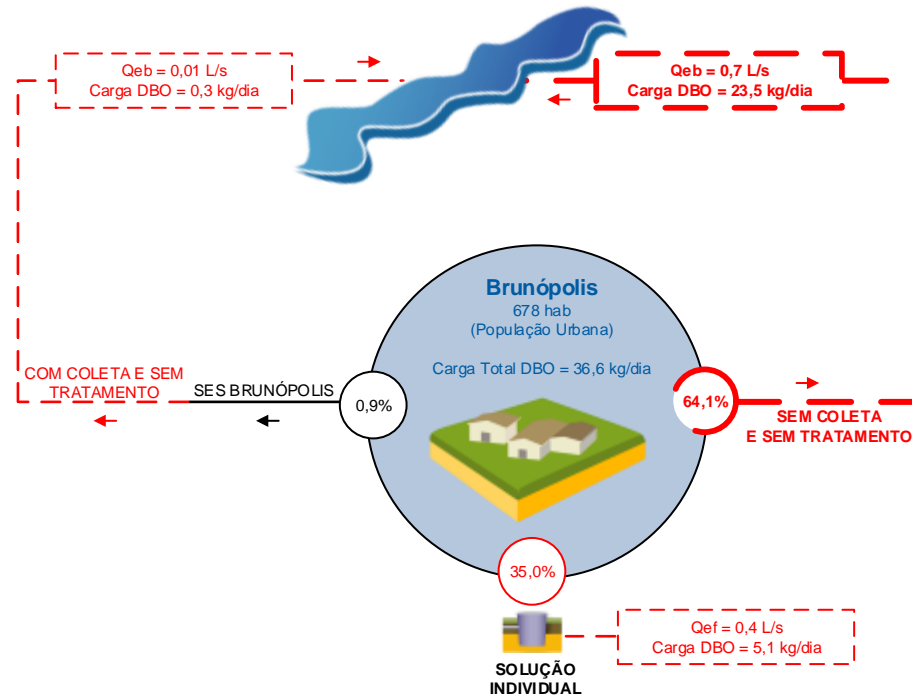 Qeb = 0,01 L/s
Carga DBO = 0,3 kg/dia
Qeb = 0,7 L/s
Carga DBO = 23,5 kg/dia
Brunópolis
678 hab
(População Urbana)
Carga Total DBO = 36,6 kg/dia
COM COLETA E SEM
TRATAMENTO
SES BRUNÓPOLIS
0,9%
64,1%
SEM COLETA
E SEM TRATAMENTO
35,0%
Qef = 0,4 L/s
Carga DBO = 5,1 kg/dia
SOLUÇÃO
INDIVIDUAL